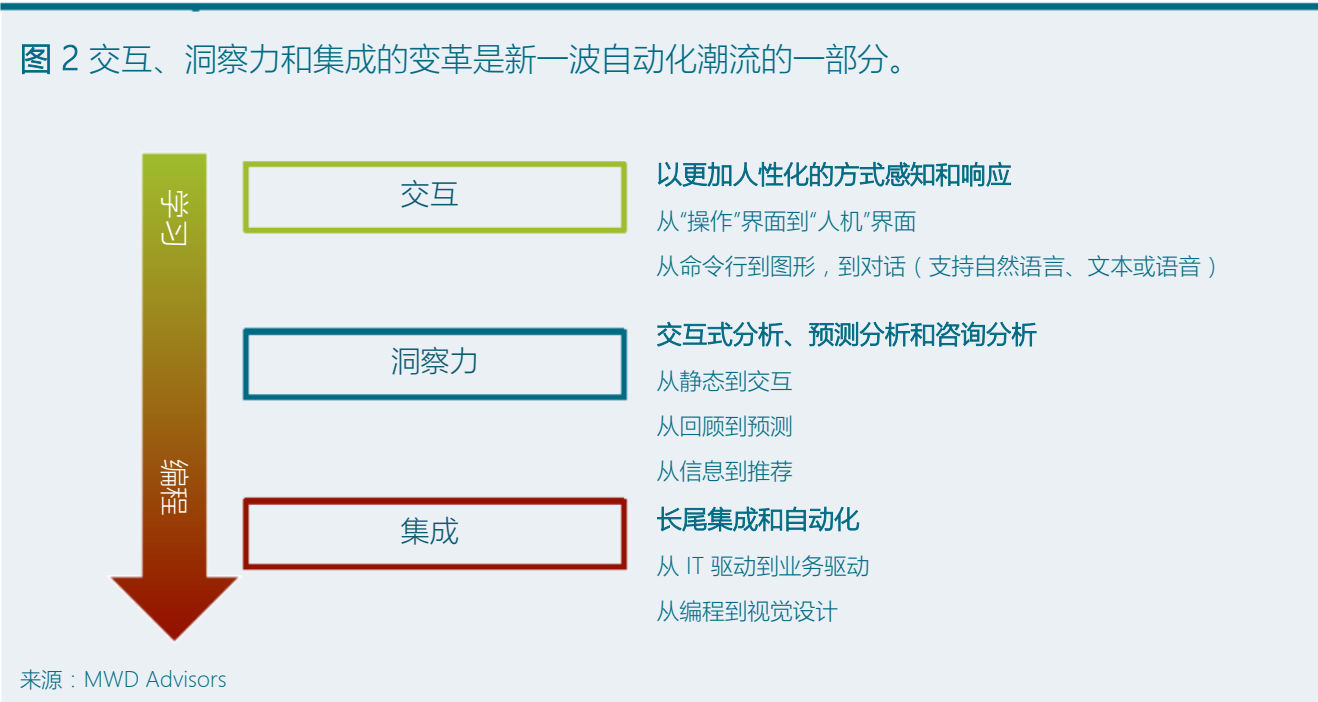 图 2 交互、洞察力和集成的变革是新一波自动化潮流的一部分。
学习
交互
以更加人性化的方式感知和响应
从“操作”界面到“人机”界面
从命令行到图形，到对话（支持自然语言、文本或语音）
洞察力
交互式分析、预测分析和咨询分析
从静态到交互
从回顾到预测
从信息到推荐
编程
集成
长尾集成和自动化
从 IT 驱动到业务驱动
从编程到视觉设计
来源：MWD Advisors